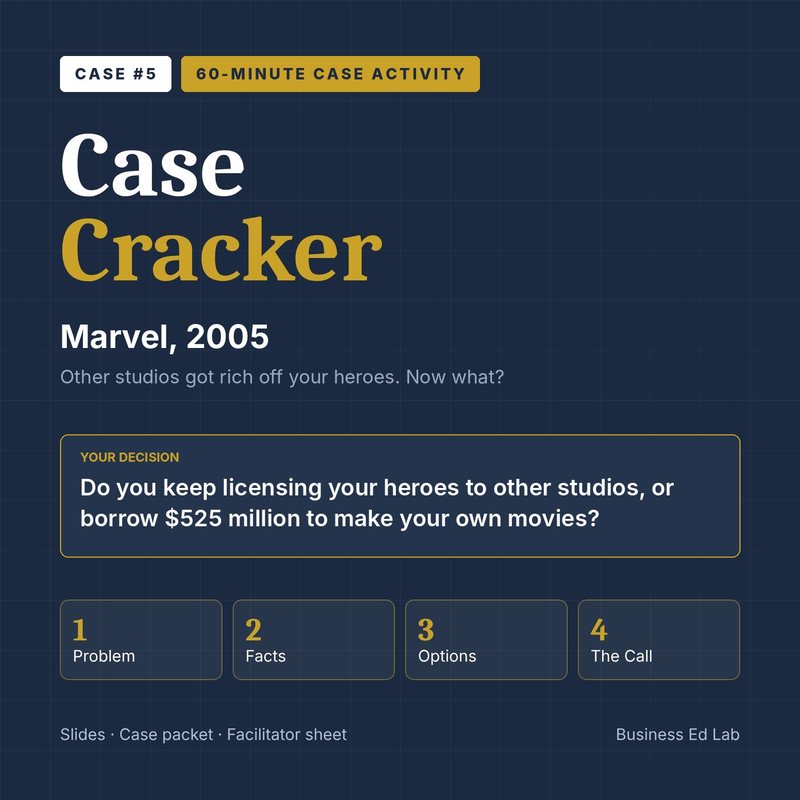 CASE #5
60-MINUTE CASE ACTIVITY
Case
Cracker
Marvel, 2005
Other studios got rich off your heroes. Now what?
YOUR DECISION
Do you keep licensing your heroes to other studios, or
borrow $525 million to make your own movies?
1
Problem
2
Facts
3
Options
4
The Call
Slides · Case packet · Facilitator sheet
Business Ed Lab